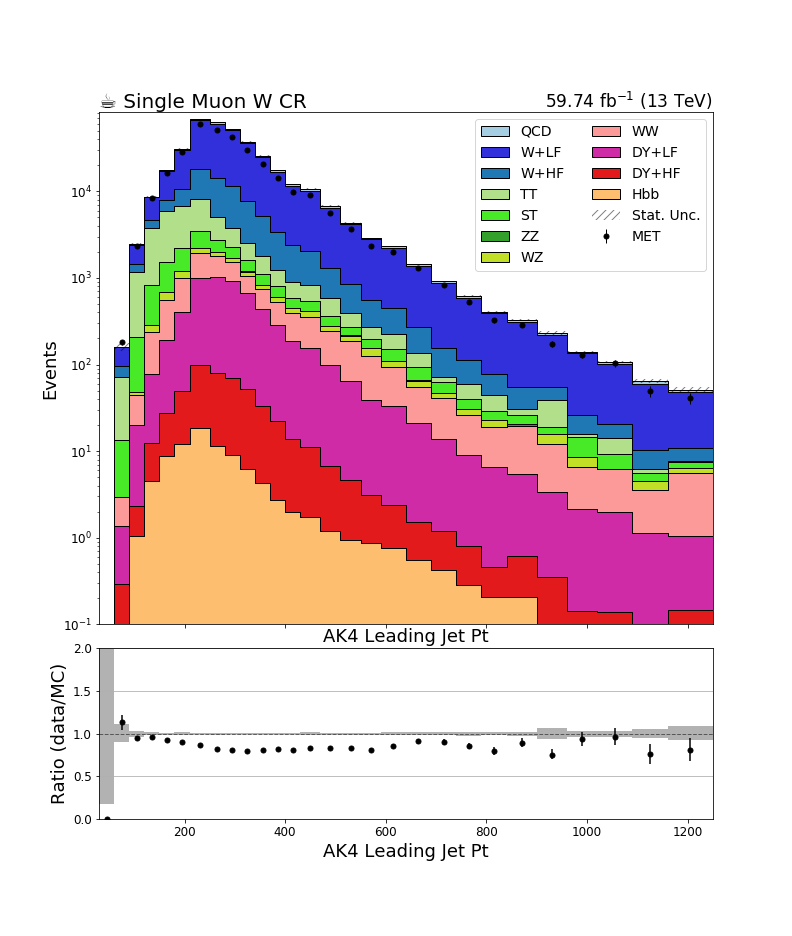 ☕ Single Muon W CR
59.74 fb⁻¹ (13 TeV)
QCD
W+LF
W+HF
TT
ST
ZZ
WZ
WW
DY+LF
DY+HF
Hbb
Stat. Unc.
MET
Events
10⁴
10³
10²
10¹
10⁰
10⁻¹
AK4 Leading Jet Pt
Ratio (data/MC)
2.0
1.5
1.0
0.5
0.0
200 400 600 800 1000 1200
AK4 Leading Jet Pt